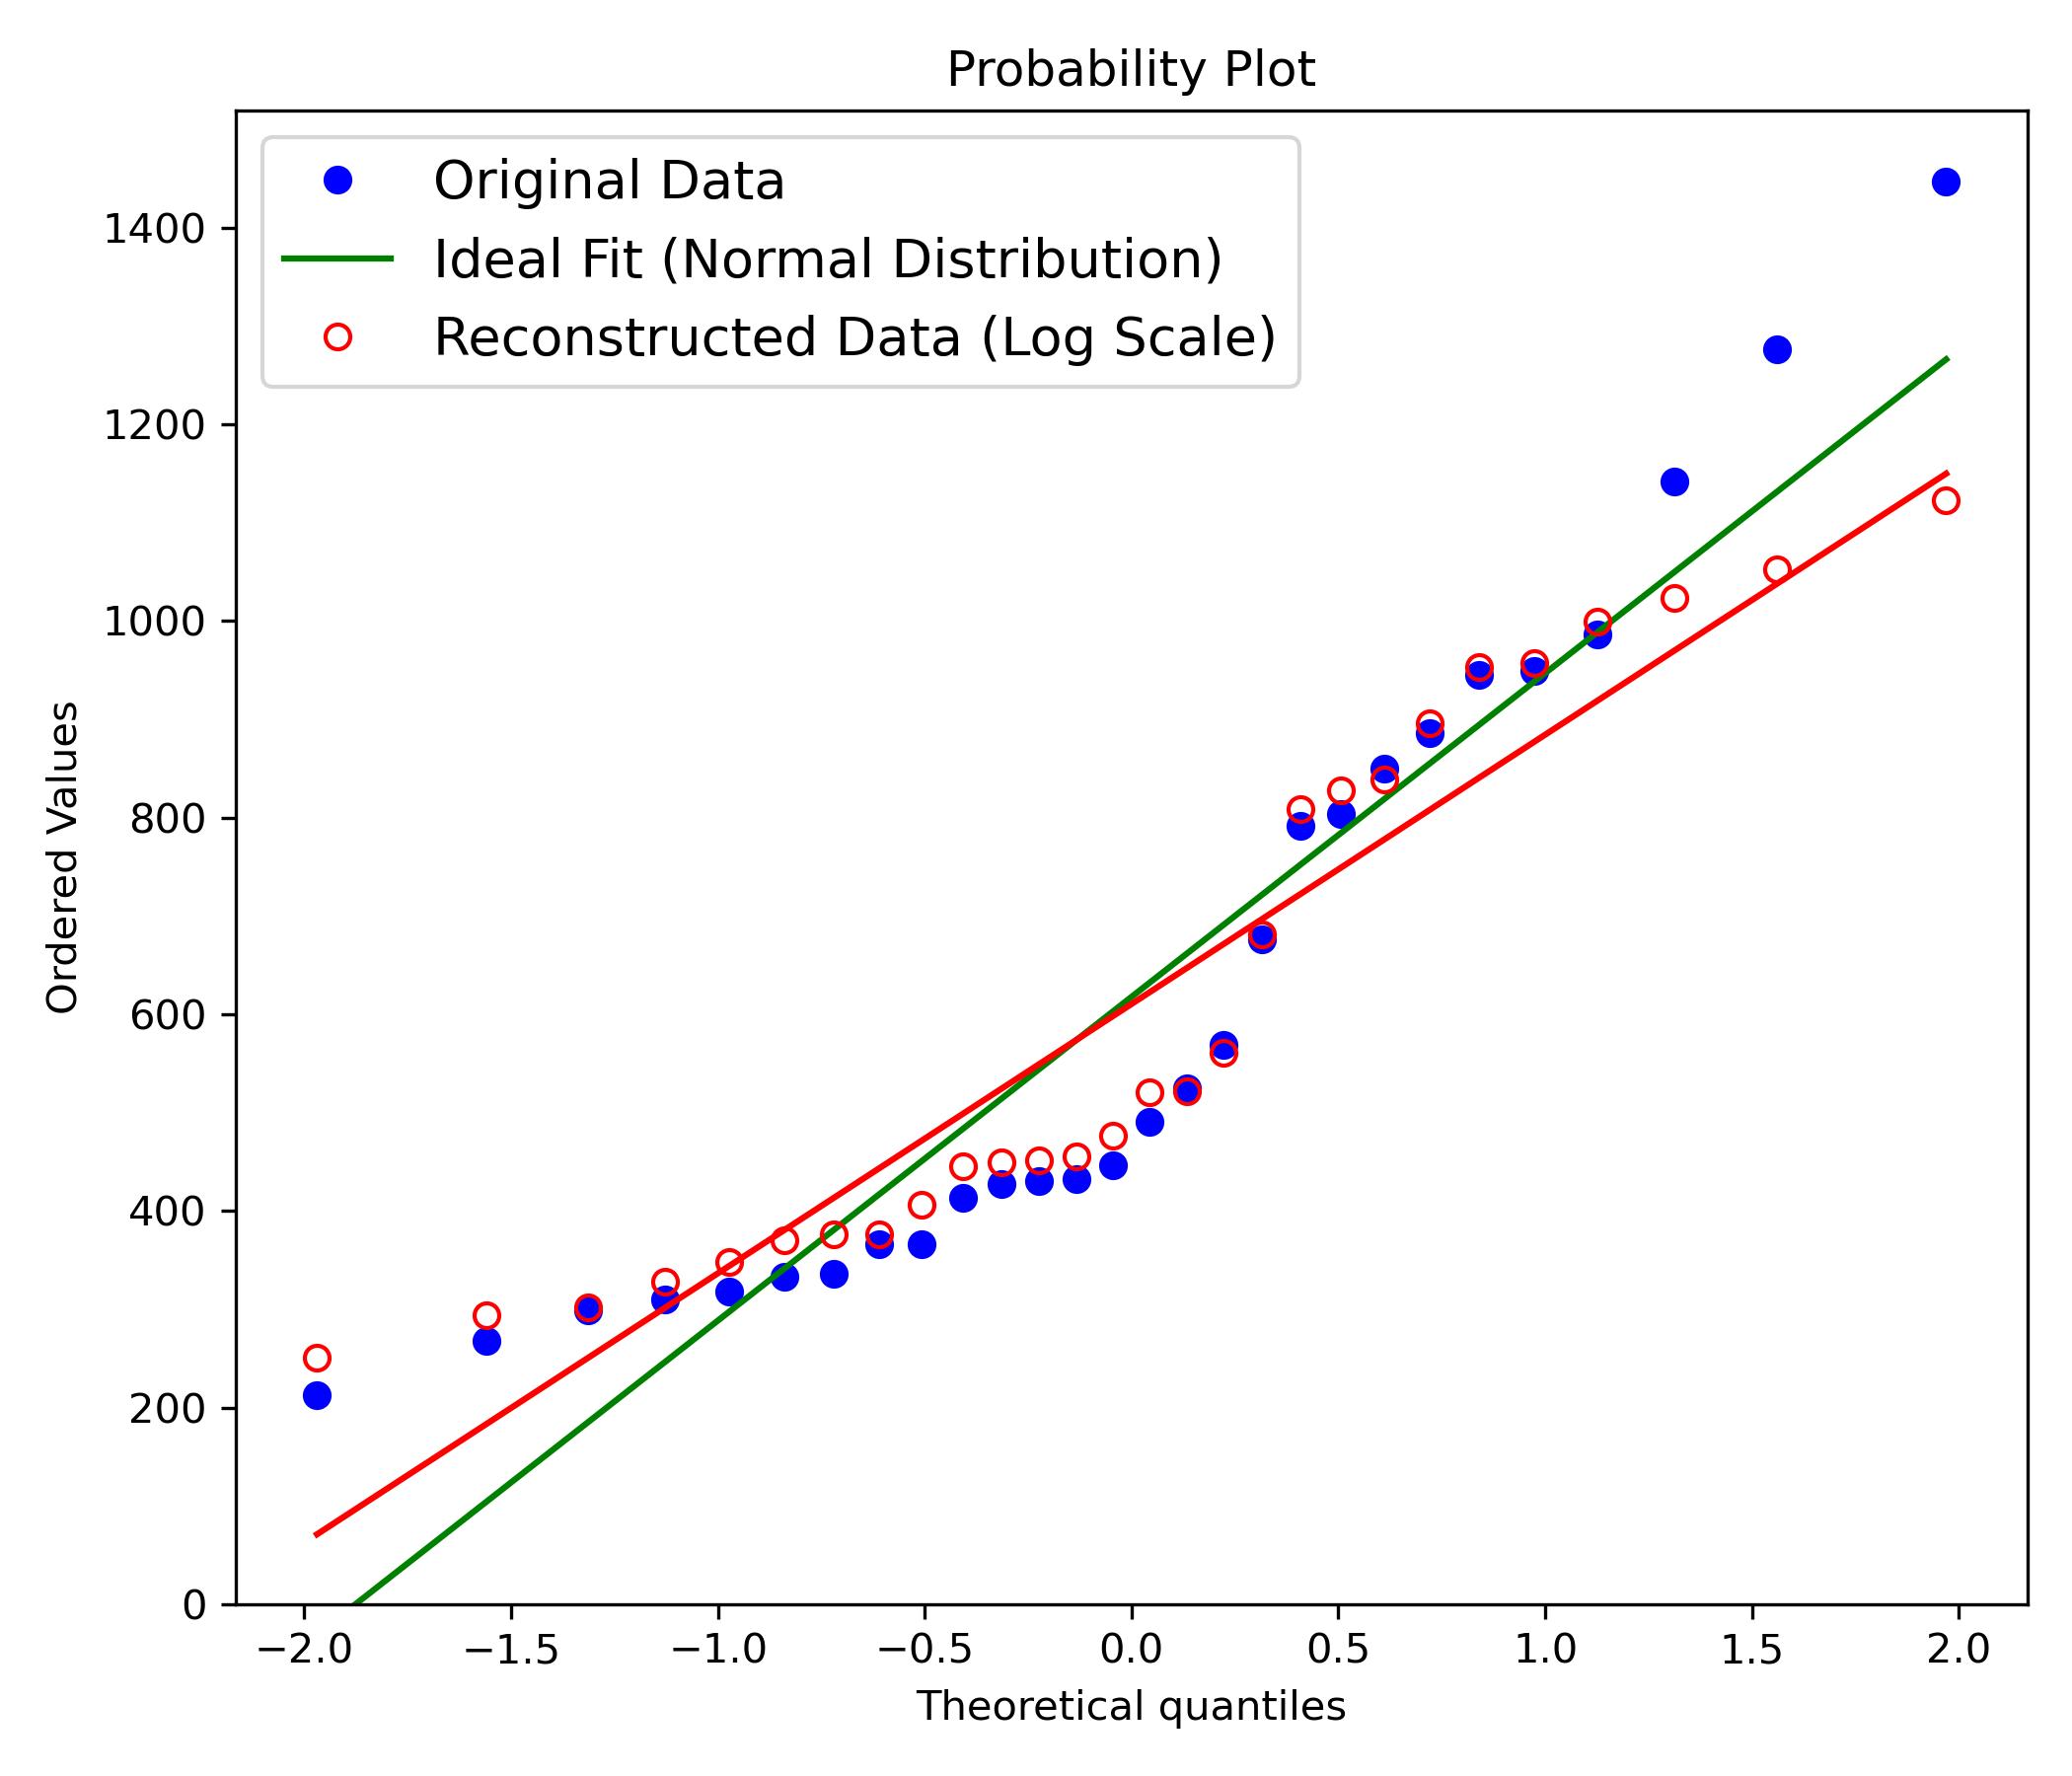 Probability Plot
Original Data
Ideal Fit (Normal Distribution)
Reconstructed Data (Log Scale)
1400
1200
1000
800
600
400
200
0
Ordered Values
−2.0 −1.5 −1.0 −0.5 0.0 0.5 1.0 1.5 2.0
Theoretical quantiles